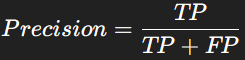 Precision = TP / TP + FP